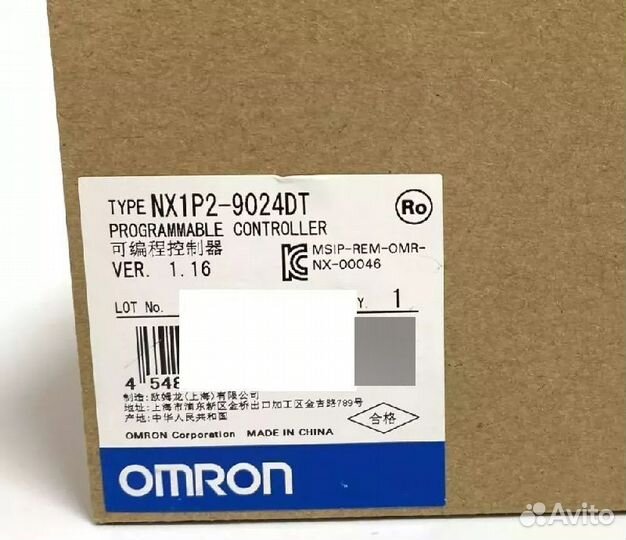 TYPE NX1P2-9024DT
Ro
PROGRAMMABLE CONTROLLER
可编程控制器
MSIP-REM-OMR-
NX-00046
VER. 1.16
LOT No.
Y. 1
4 548
制造: 欧姆龙(上海)有限公司
地址: 上海市浦东新区金桥出口加工区金吉路789号
产地: 中华人民共和国
合格
OMRON Corporation MADE IN CHINA
OMRON
Avito